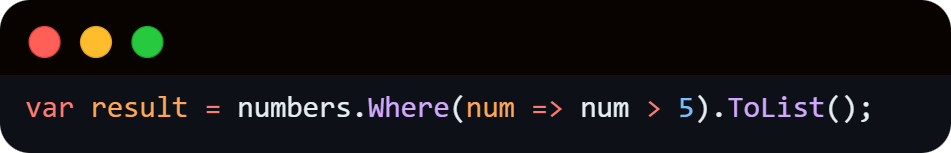 var result = numbers.Where(num => num > 5).ToList();